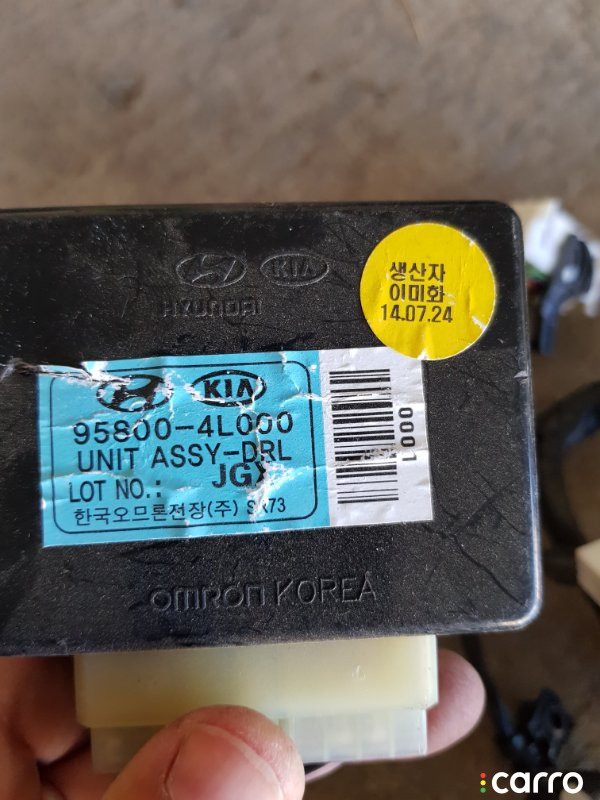 HYUNDAI
KIA
생산자
이미화
14.07.24
KIA
95800-4L000
UNIT ASSY-DRL
JGX
LOT NO.:
한국오므론전장(주)
L000
omron KOREA
carro